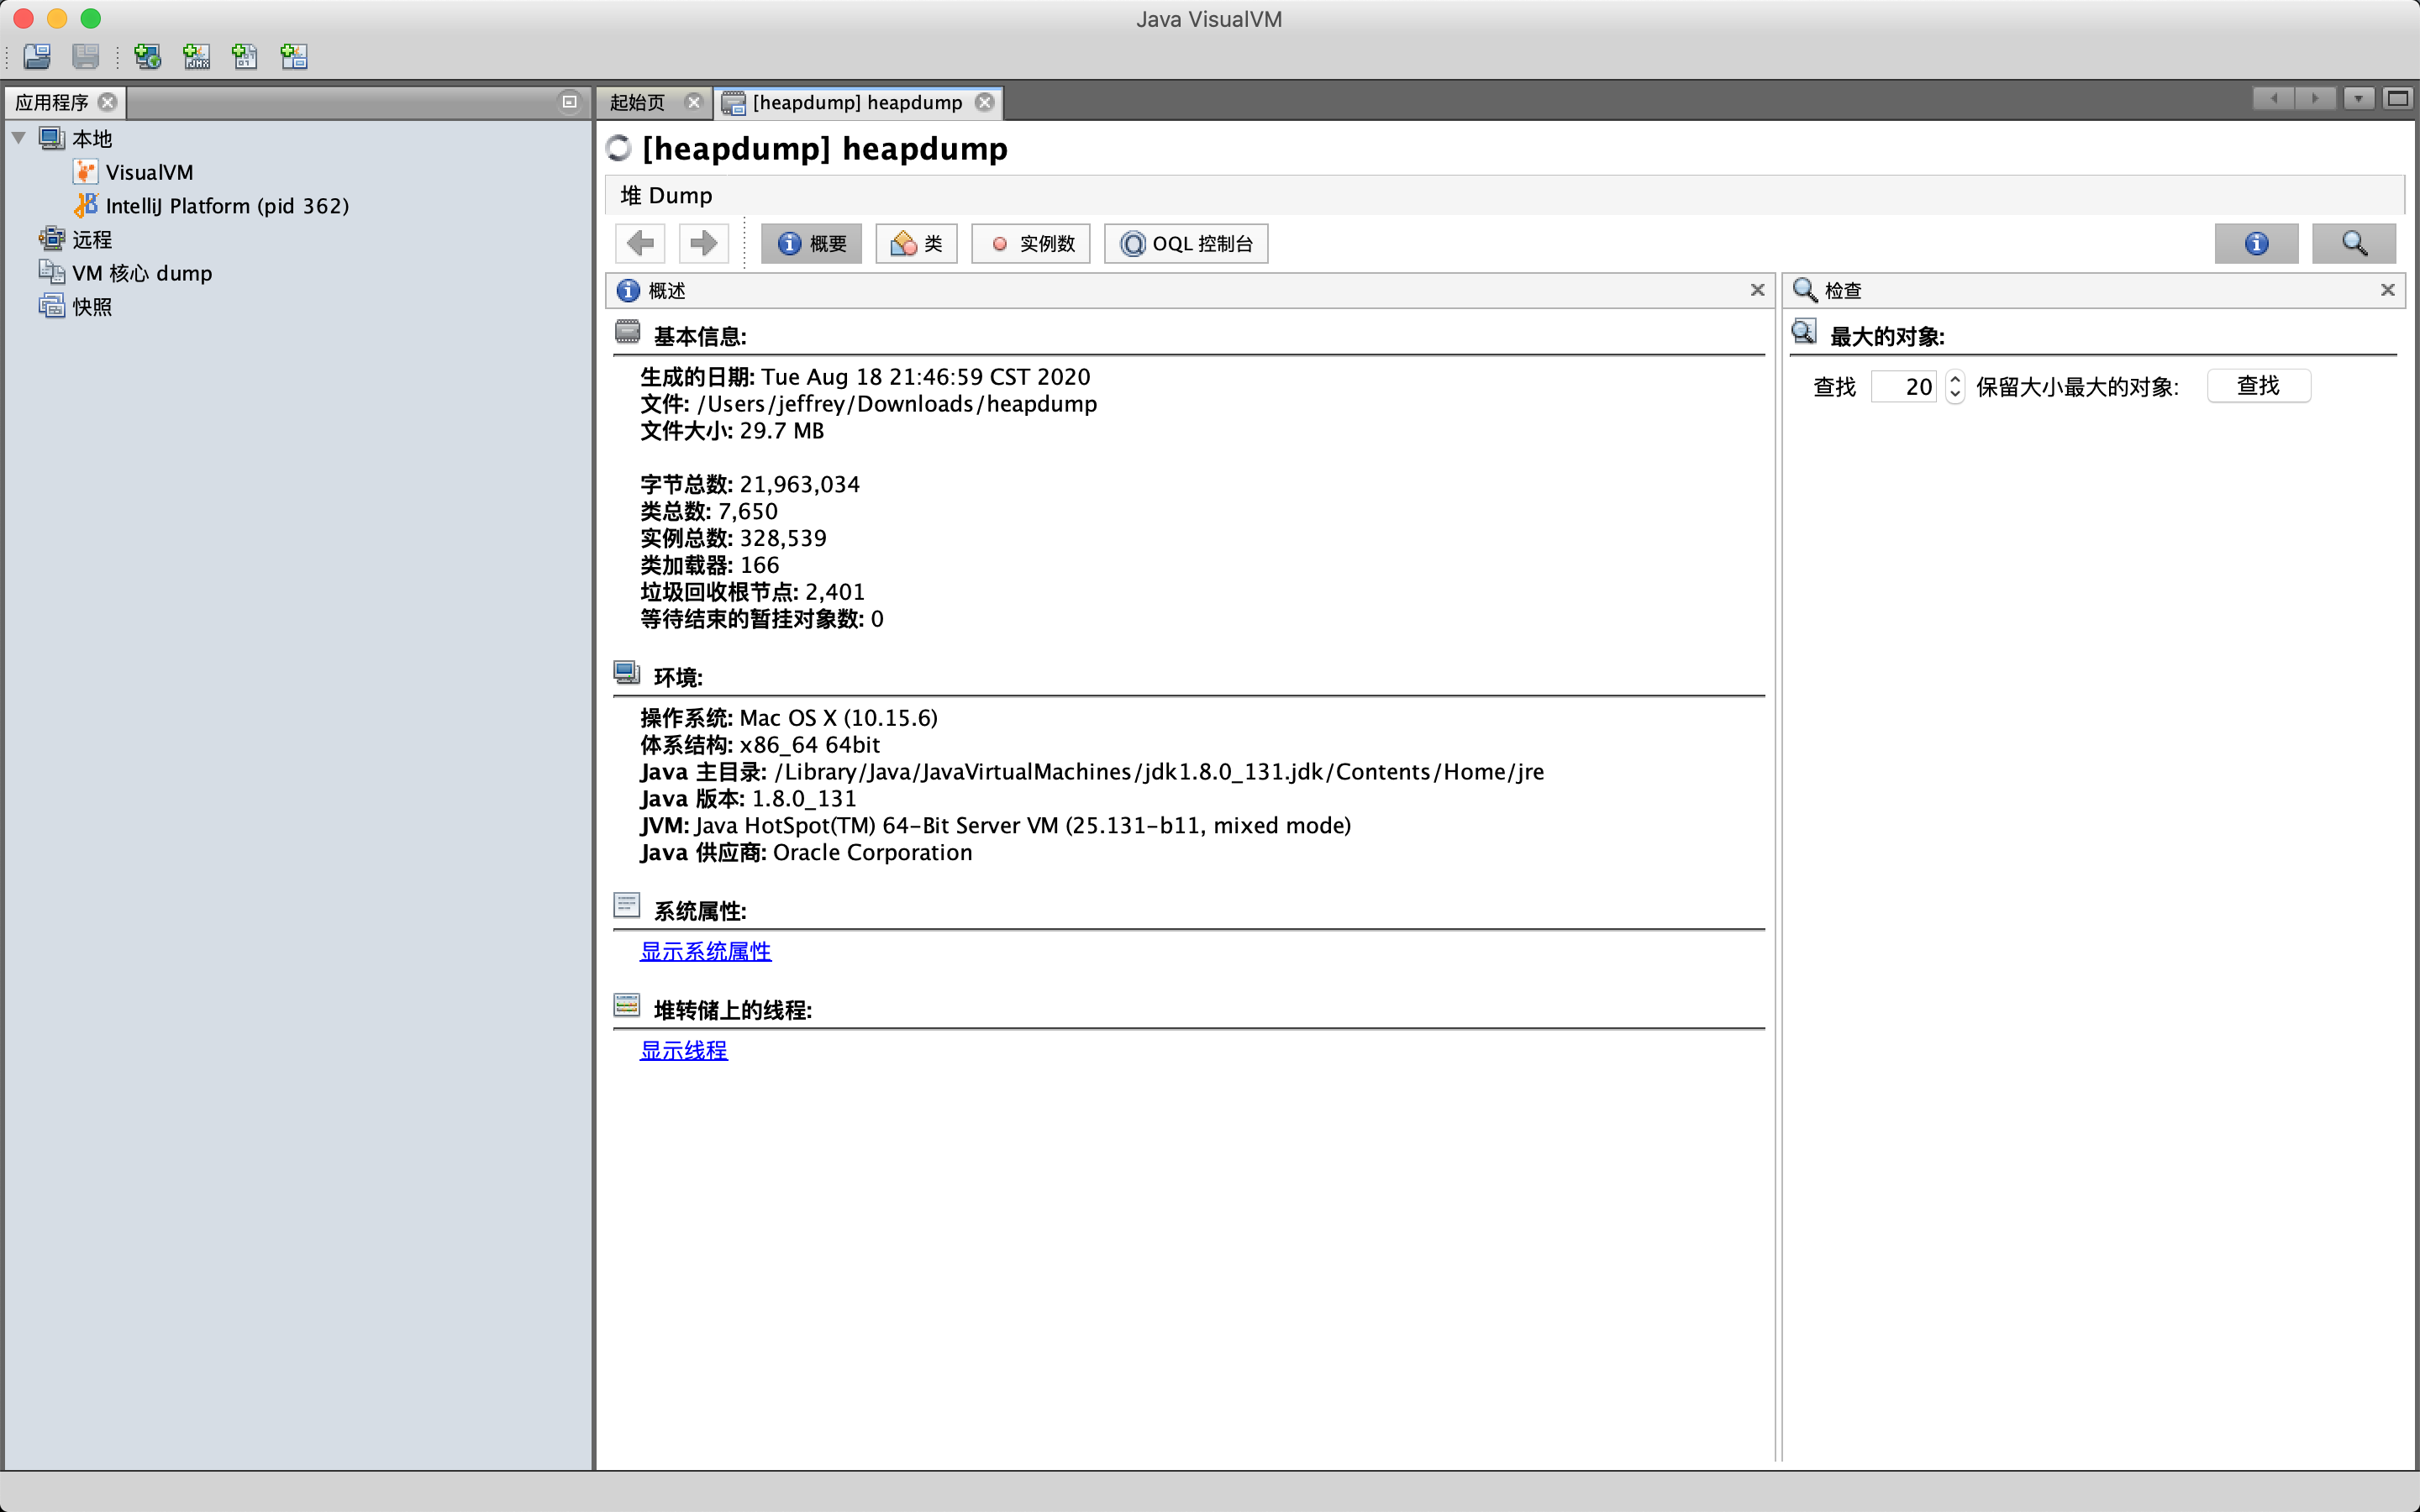 Java VisualVM
应用程序
本地
VisualVM
IntelliJ Platform (pid 362)
远程
VM 核心 dump
快照
起始页
[heapdump] heapdump
[heapdump] heapdump
堆 Dump
概要
类
实例数
OQL 控制台
概述
基本信息:
生成的日期: Tue Aug 18 21:46:59 CST 2020
文件: /Users/jeffrey/Downloads/heapdump
文件大小: 29.7 MB
字节总数: 21,963,034
类总数: 7,650
实例总数: 328,539
类加载器: 166
垃圾回收根节点: 2,401
等待结束的暂挂对象数: 0
环境:
操作系统: Mac OS X (10.15.6)
体系结构: x86_64 64bit
Java 主目录: /Library/Java/JavaVirtualMachines/jdk1.8.0_131.jdk/Contents/Home/jre
Java 版本: 1.8.0_131
JVM: Java HotSpot(TM) 64-Bit Server VM (25.131-b11, mixed mode)
Java 供应商: Oracle Corporation
系统属性:
显示系统属性
堆转储上的线程:
显示线程
检查
最大的对象:
查找 20 保留大小最大的对象: 查找